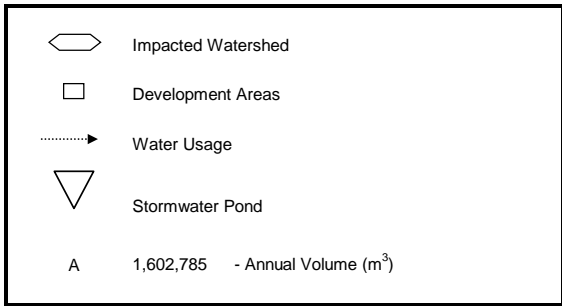 Impacted Watershed
Development Areas
Water Usage
Stormwater Pond
A 1,602,785 - Annual Volume (m³)